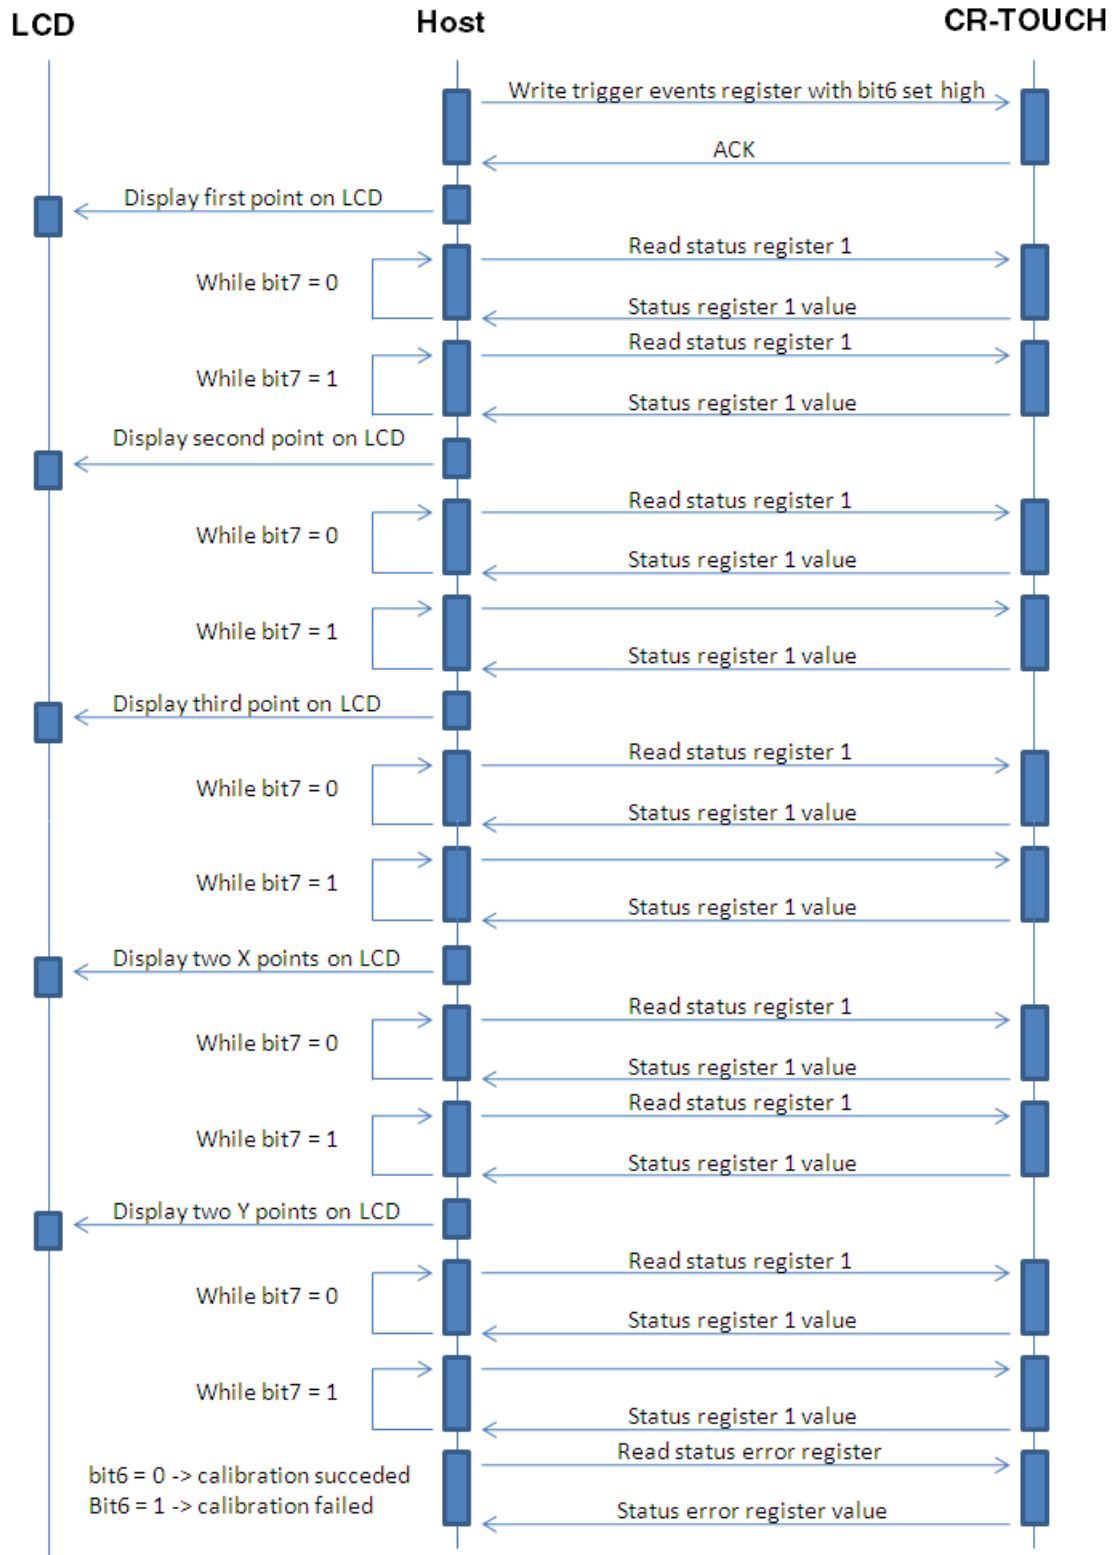 LCD
Host
CR-TOUCH
Write trigger events register with bit6 set high
ACK
Display first point on LCD
Read status register 1
While bit7 = 0
Status register 1 value
Read status register 1
While bit7 = 1
Status register 1 value
Display second point on LCD
Read status register 1
While bit7 = 0
Status register 1 value
While bit7 = 1
Status register 1 value
Display third point on LCD
Read status register 1
While bit7 = 0
Status register 1 value
While bit7 = 1
Status register 1 value
Display two X points on LCD
Read status register 1
While bit7 = 0
Status register 1 value
Read status register 1
While bit7 = 1
Status register 1 value
Display two Y points on LCD
Read status register 1
While bit7 = 0
Status register 1 value
While bit7 = 1
Status register 1 value
Read status error register
bit6 = 0 -> calibration succeded
Bit6 = 1 -> calibration failed
Status error register value